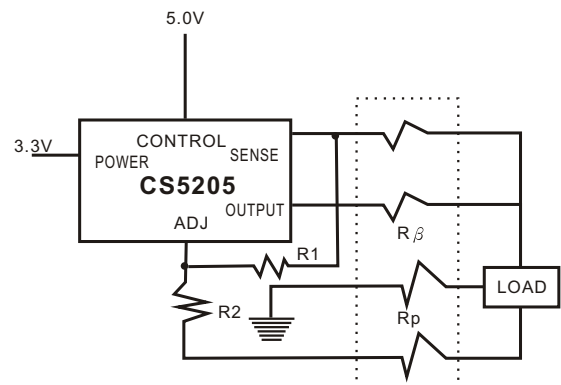 5.0V
3.3V
CONTROL
POWER
SENSE
CS5205
OUTPUT
ADJ
R1
Rβ
R2
Rp
LOAD